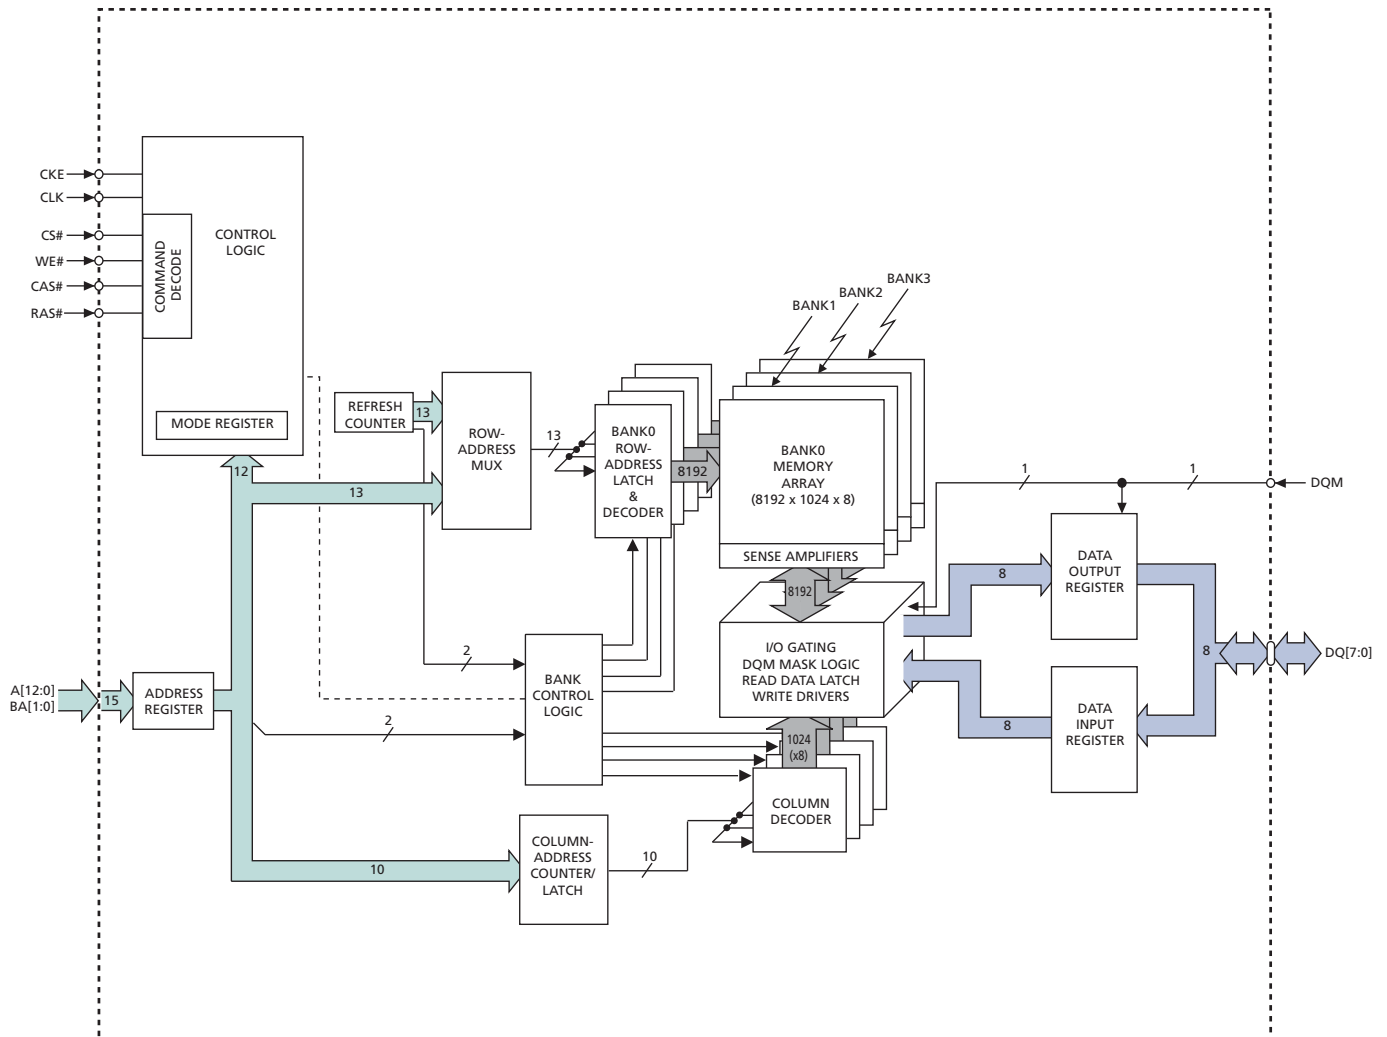 CKE
CLK
CS#
WE#
CAS#
RAS#
COMMAND
DECODE
CONTROL
LOGIC
MODE REGISTER
12
13
REFRESH
COUNTER
13
ROW-
ADDRESS
MUX
13
BANK0
ROW-
ADDRESS
LATCH
&
DECODER
8192
BANK1
BANK2
BANK3
BANK0
MEMORY
ARRAY
(8192 x 1024 x 8)
SENSE AMPLIFIERS
8192
I/O GATING
DQM MASK LOGIC
READ DATA LATCH
WRITE DRIVERS
1
1
DQM
DATA
OUTPUT
REGISTER
8
8
DQ[7:0]
DATA
INPUT
REGISTER
8
A[12:0]
BA[1:0]
15
ADDRESS
REGISTER
2
2
BANK
CONTROL
LOGIC
1024
(x8)
COLUMN
DECODER
10
COLUMN-
ADDRESS
COUNTER/
LATCH
10